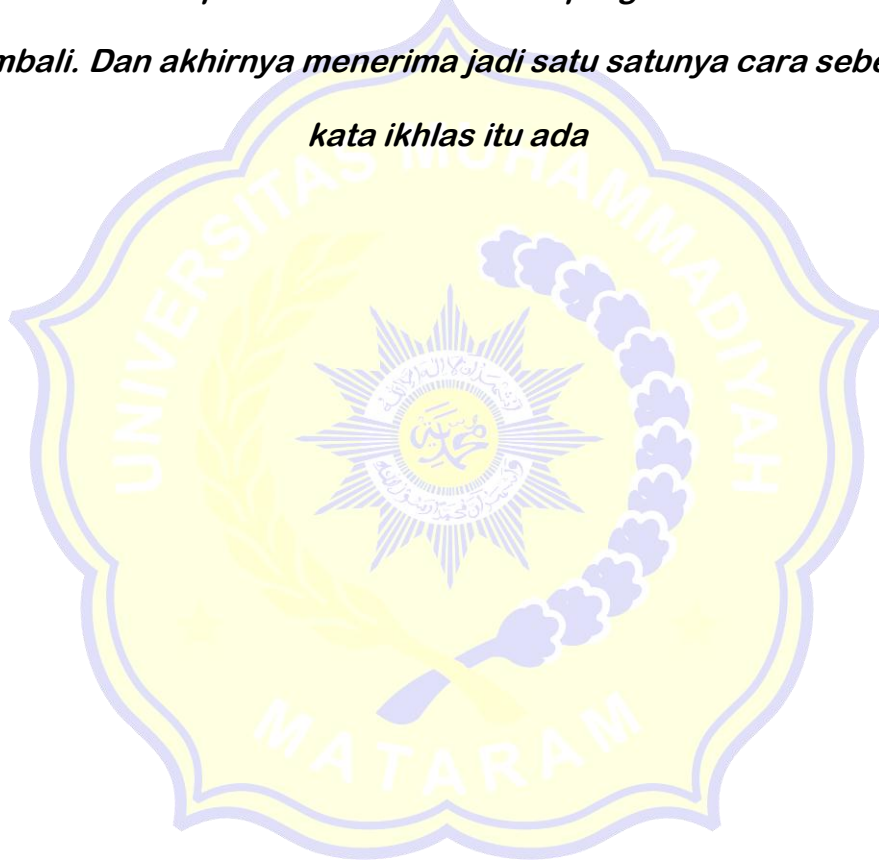 mbali. Dan akhirnya menerima jadi satu satunya cara sebe
kata ikhlas itu ada
UNIVERSITAS MUHAMMADIYAH
MATARAM